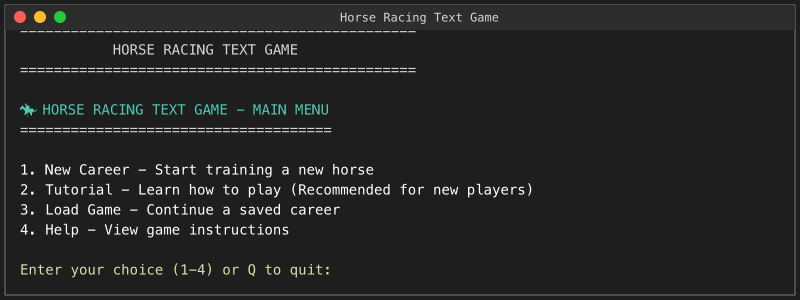 Horse Racing Text Game
================================================
HORSE RACING TEXT GAME
================================================
🏇 HORSE RACING TEXT GAME - MAIN MENU
======================================
1. New Career - Start training a new horse
2. Tutorial - Learn how to play (Recommended for new players)
3. Load Game - Continue a saved career
4. Help - View game instructions
Enter your choice (1-4) or Q to quit: